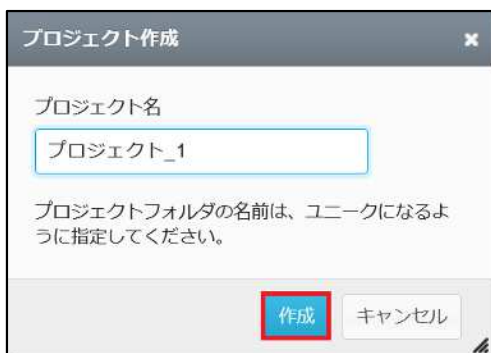 プロジェクト作成
プロジェクト名
プロジェクト_1
プロジェクトフォルダの名前は、ユニークになるよ
うに指定してください。
作成 キャンセル